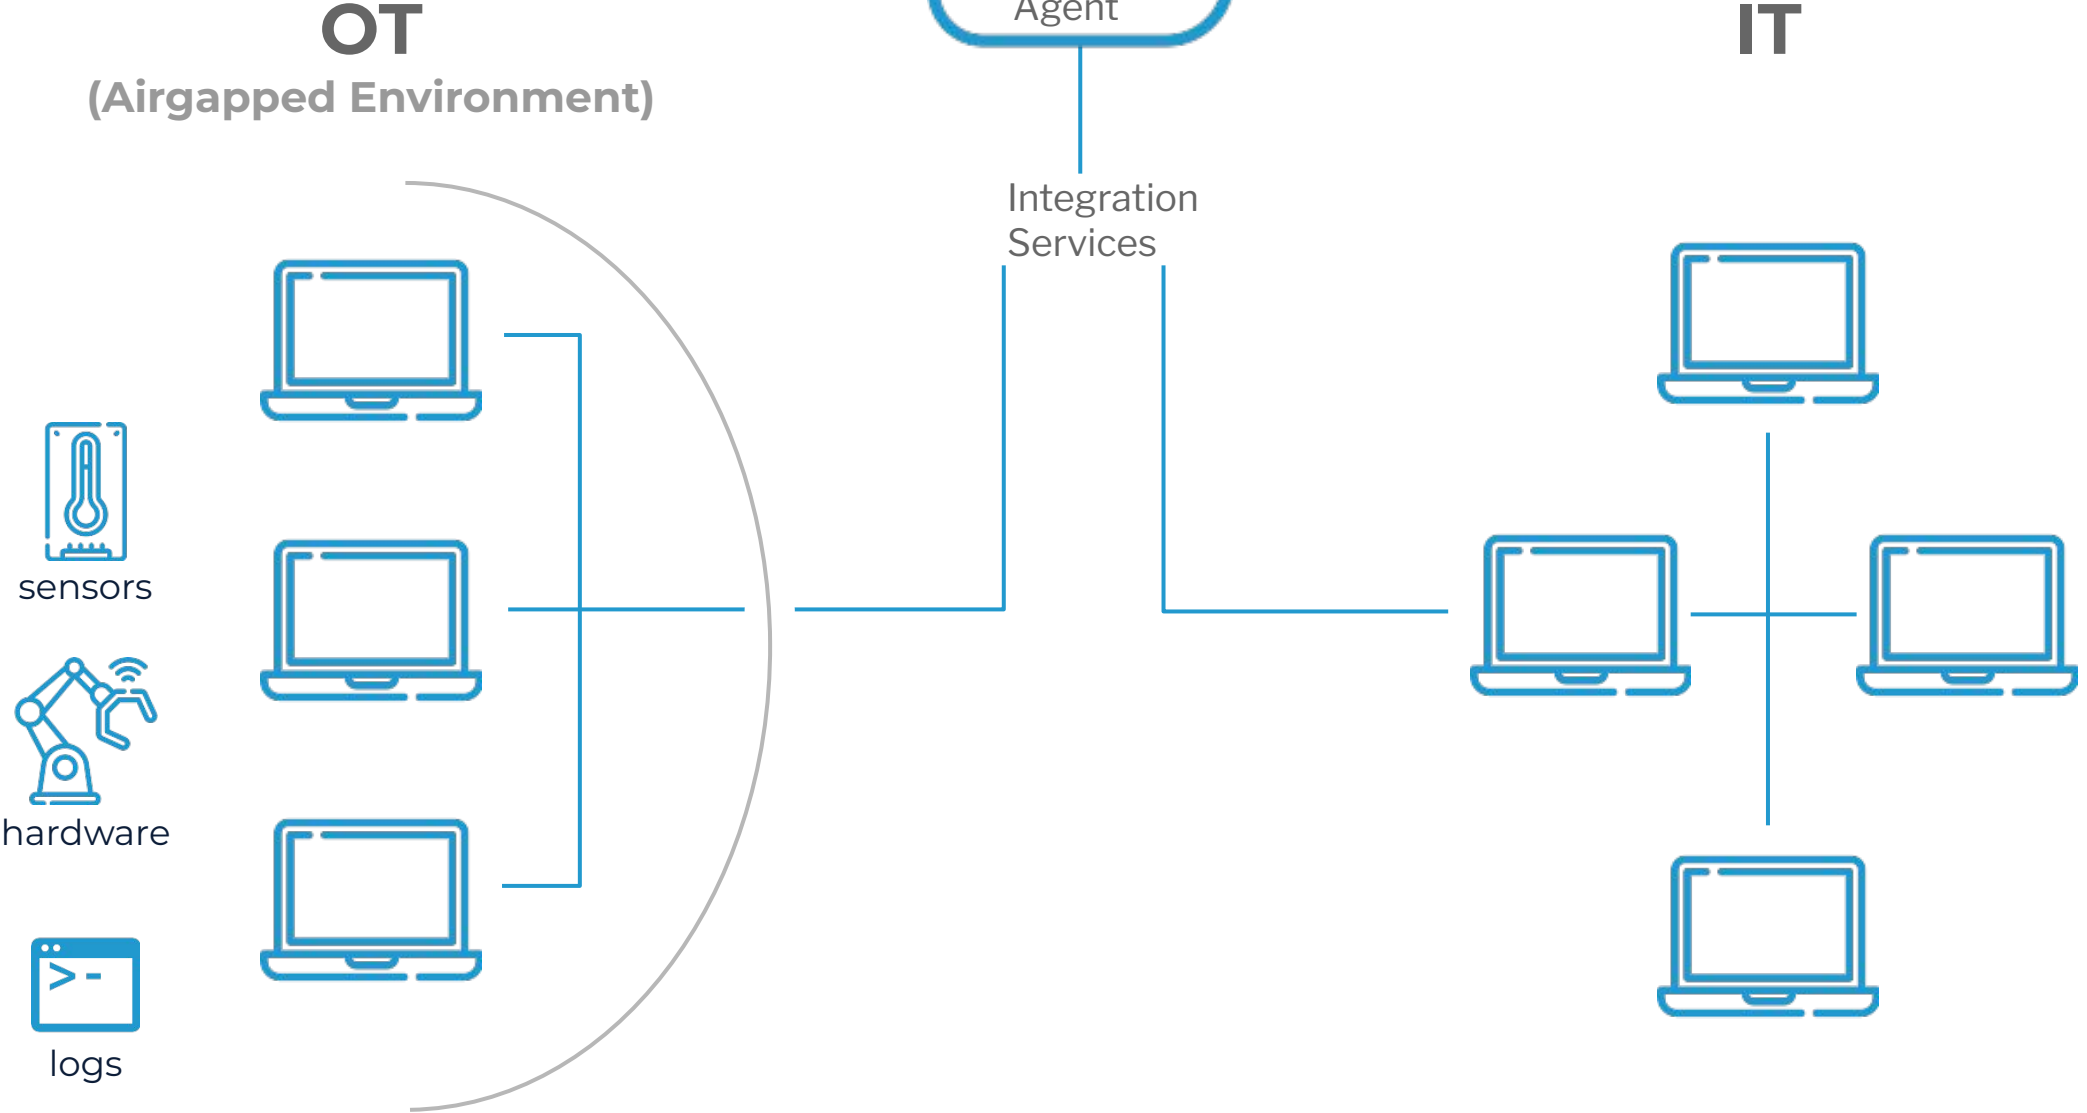 OT
(Airgapped Environment)
Agent
IT
Integration
Services
sensors
hardware
>-
logs